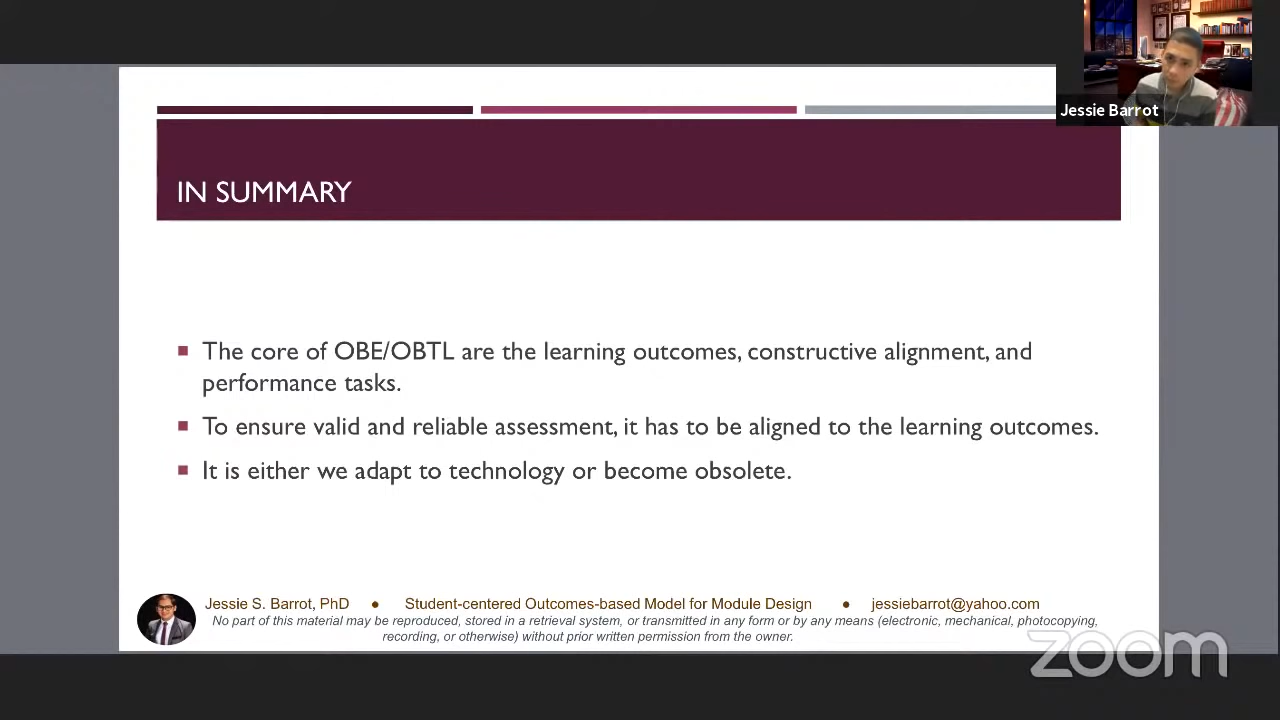 Jessie Barrot
IN SUMMARY
The core of OBE/OBTL are the learning outcomes, constructive alignment, and
performance tasks.
To ensure valid and reliable assessment, it has to be aligned to the learning outcomes.
It is either we adapt to technology or become obsolete.
Jessie S. Barrot, PhD ● Student-centered Outcomes-based Model for Module Design ● jessiebarrot@yahoo.com
No part of this material may be reproduced, stored in a retrieval system, or transmitted in any form or by any means (electronic, mechanical, photocopying,
recording, or otherwise) without prior written permission from the owner.
zoom